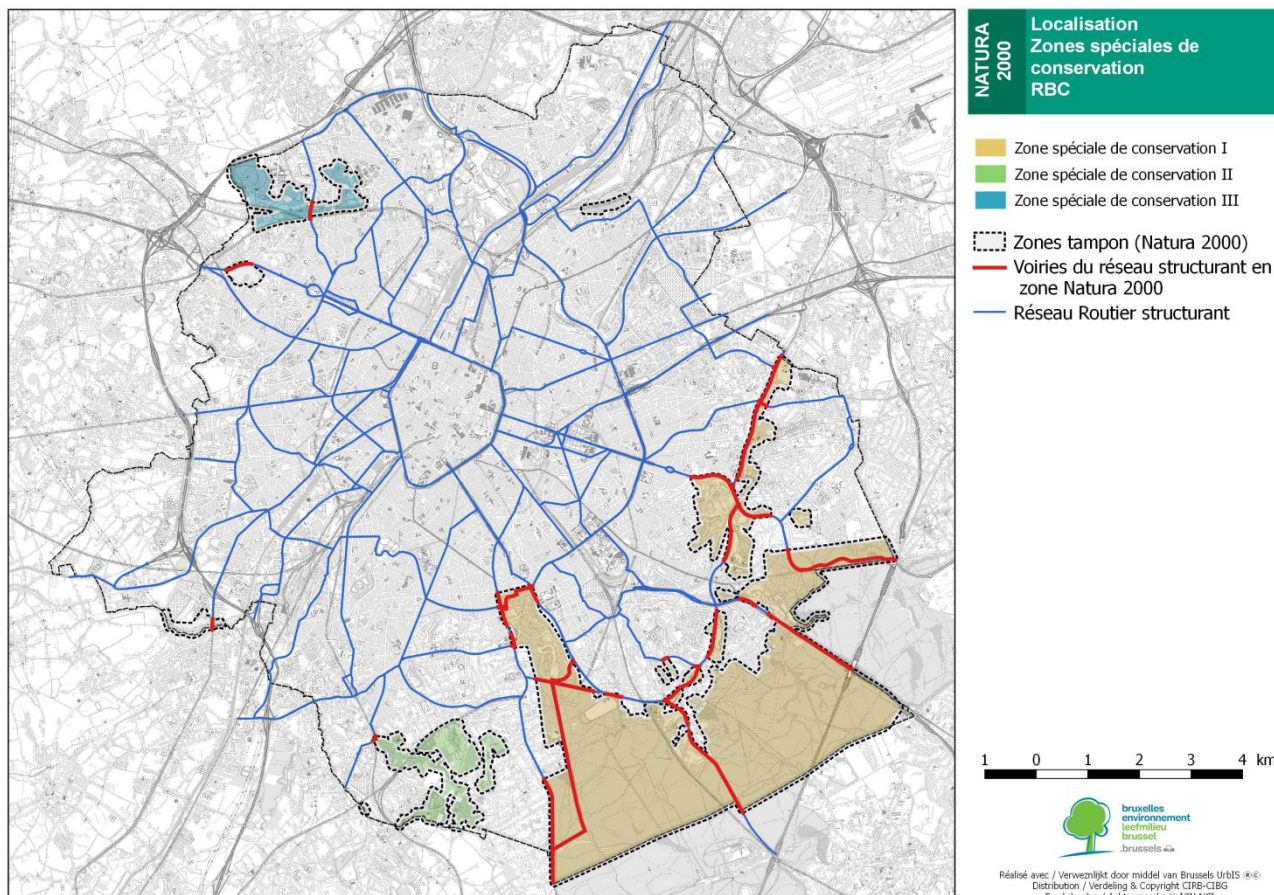 NATURA
2000
Localisation
Zones spéciales de
conservation
RBC
Zone spéciale de conservation I
Zone spéciale de conservation II
Zone spéciale de conservation III
Zones tampon (Natura 2000)
Voiries du réseau structurant en
zone Natura 2000
Réseau Routier structurant
1 0 1 2 3 4 km
bruxelles
environnement
leefmilieu
brussel
.brussels
Réalisé avec / Verweznlijkt door middel van Brussels UrbIS ®©
Distribution / Verdeling & Copyright CIRB-CIBG